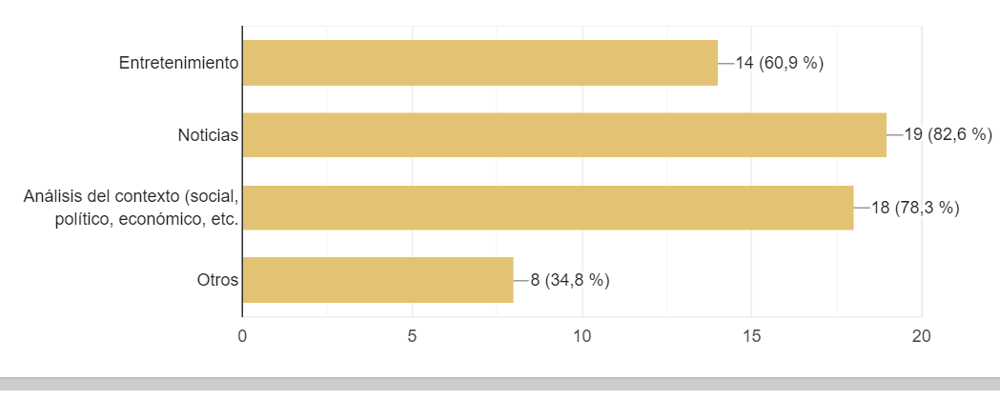 Entretenimiento
14 (60,9 %)
Noticias
19 (82,6 %)
Análisis del contexto (social,
político, económico, etc.
18 (78,3 %)
Otros
8 (34,8 %)
0 5 10 15 20